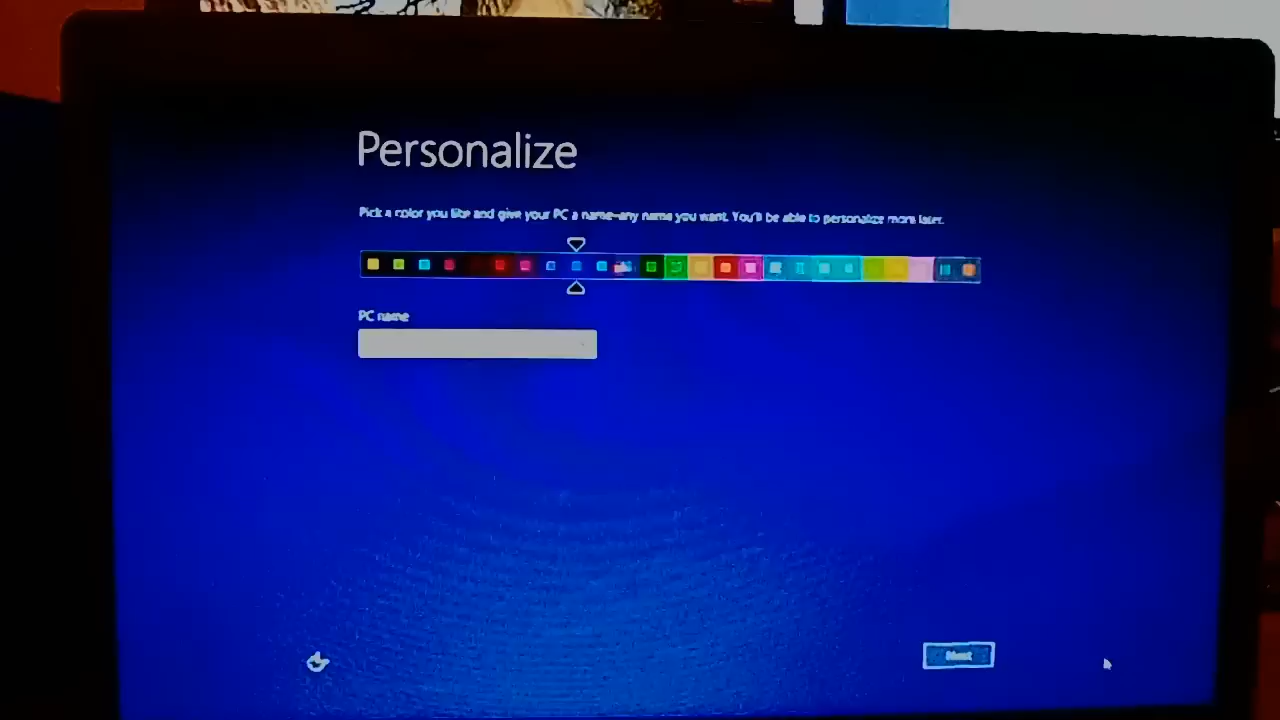 Personalize
Pick a color you like and give your PC a name–any name you want. You'll be able to personalize more later.
PC name
Next